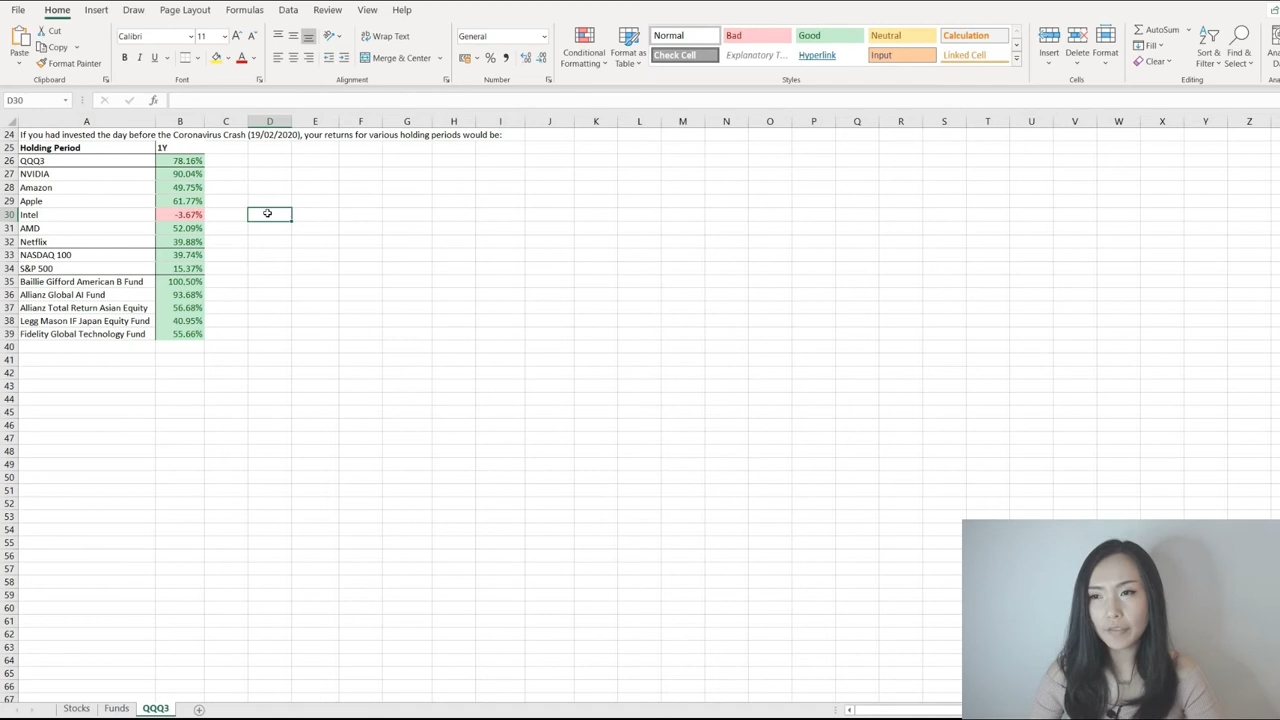 File Home Insert Draw Page Layout Formulas Data Review View Help
Paste
Cut
Copy
Format Painter
Clipboard
Calibri 11 A A
B I U A
Font
Wrap Text
Merge & Center
Alignment
General
% 9
Number
Conditional Formatting
Format as Table
Normal Bad Good Neutral Calculation
Check Cell Explanatory T... Hyperlink Input Linked Cell
Styles
Insert Delete Format
Cells
AutoSum
Fill
Clear
Sort & Filter
Find & Select
Editing
D30 fx
A B C D E F G H I J K L M N O P Q R S T U V W X Y Z
24 If you had invested the day before the Coronavirus Crash (19/02/2020), your returns for various holding periods would be:
25 Holding Period 1Y
26 QQQ3 78.16%
27 NVIDIA 90.04%
28 Amazon 49.75%
29 Apple 61.77%
30 Intel -3.67%
31 AMD 52.09%
32 Netflix 39.88%
33 NASDAQ 100 39.74%
34 S&P 500 15.37%
35 Baillie Gifford American B Fund 100.50%
36 Allianz Global AI Fund 93.68%
37 Allianz Total Return Asian Equity 56.68%
38 Legg Mason IF Japan Equity Fund 40.95%
39 Fidelity Global Technology Fund 55.66%
40
41
42
43
44
45
46
47
48
49
50
51
52
53
54
55
56
57
58
59
60
61
62
63
64
65
66
67
Stocks Funds QQQ3